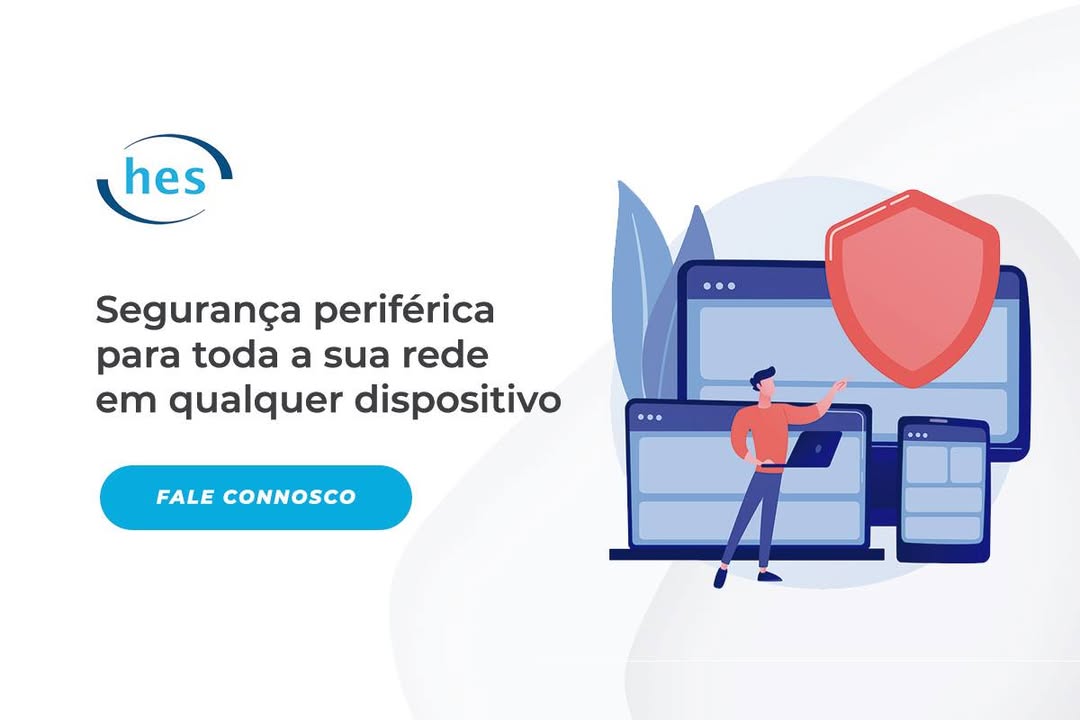 hes
Segurança periférica
para toda a sua rede
em qualquer dispositivo
FALE CONNOSCO